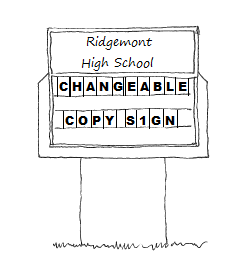 Ridgemont
High School
CHANGEABLE
COPY S1GN